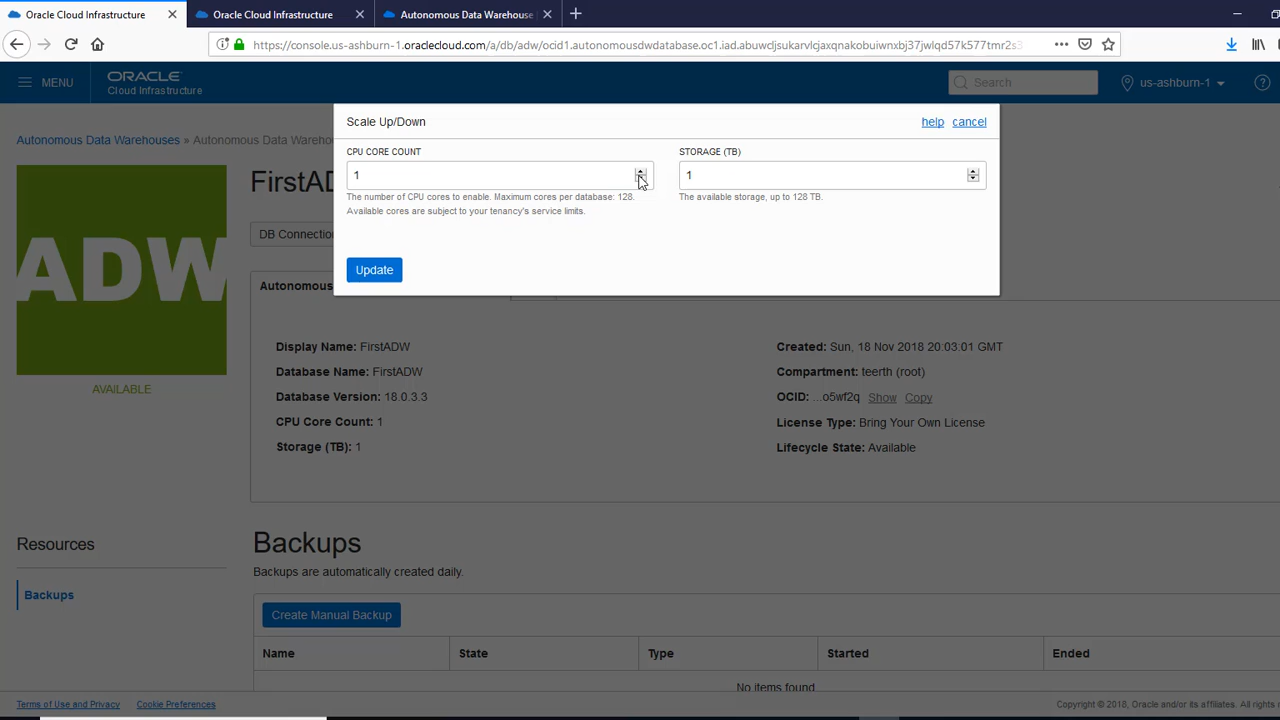 Oracle Cloud Infrastructure
Oracle Cloud Infrastructure
Autonomous Data Warehouse
https://console.us-ashburn-1.oraclecloud.com/a/db/adw/ocid1.autonomousdwdatabase.oc1.iad.abuwcljsukarvlcjaxqnakobuiwnxbj37jwlqd57k577tmr2s3
MENU
ORACLE
Cloud Infrastructure
Search
us-ashburn-1
Scale Up/Down
help cancel
CPU CORE COUNT
1
The number of CPU cores to enable. Maximum cores per database: 128.
Available cores are subject to your tenancy's service limits.
STORAGE (TB)
1
The available storage, up to 128 TB.
Update
Autonomous Data Warehouses » Autonomous Data Wareho
ADW
AVAILABLE
FirstAD
DB Connection
Autonomous
Display Name: FirstADW
Database Name: FirstADW
Database Version: 18.0.3.3
CPU Core Count: 1
Storage (TB): 1
Created: Sun, 18 Nov 2018 20:03:01 GMT
Compartment: teerth (root)
OCID: ...o5wf2q Show Copy
License Type: Bring Your Own License
Lifecycle State: Available
Resources
Backups
Backups
Backups are automatically created daily.
Create Manual Backup
Name State Type Started Ended
No items found.
Terms of Use and Privacy Cookie Preferences
Copyright © 2018, Oracle and/or its affiliates. All rights